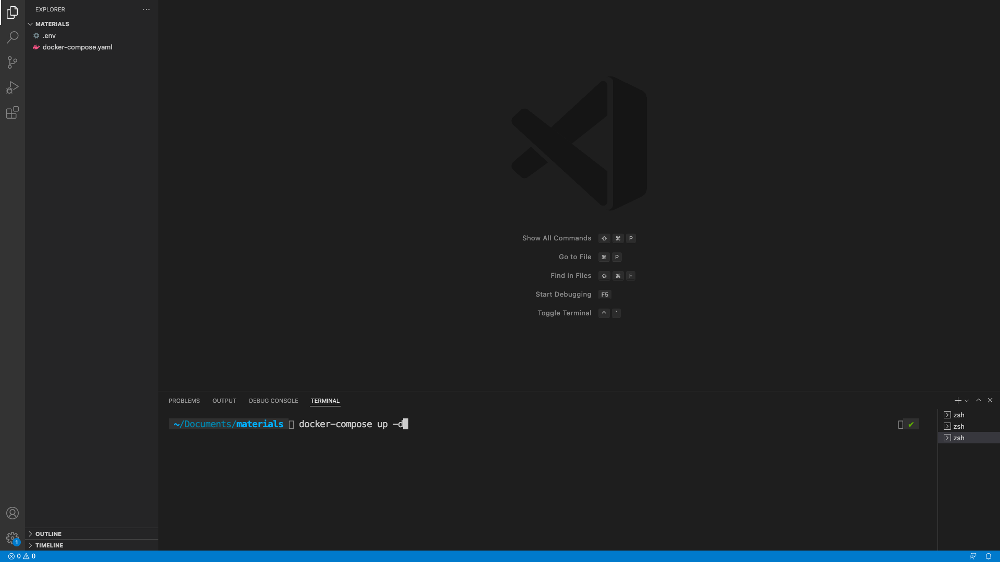 EXPLORER
MATERIALS
.env
docker-compose.yaml
Show All Commands ⇧ ⌘ P
Go to File ⌘ P
Find in Files ⇧ ⌘ F
Start Debugging F5
Toggle Terminal ^ `
PROBLEMS OUTPUT DEBUG CONSOLE TERMINAL
~/Documents/materials docker-compose up -d ✔
zsh
zsh
zsh
OUTLINE
1
TIMELINE
0 0